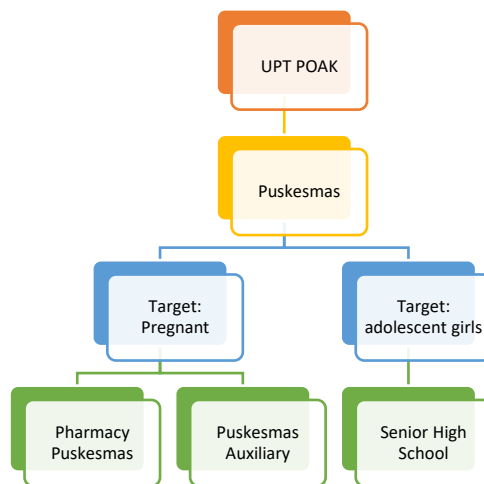 UPT POAK
Puskesmas
Target:
Pregnant
Target:
adolescent girls
Pharmacy
Puskesmas
Puskesmas
Auxiliary
Senior High
School